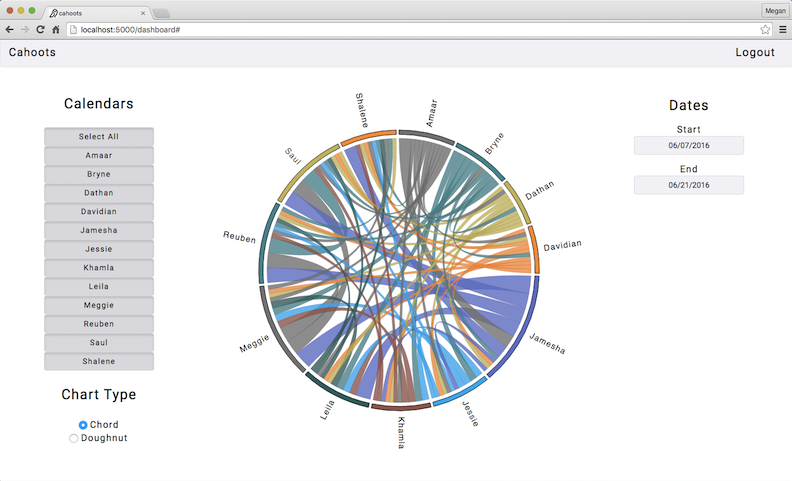 cahoots
Megan
localhost:5000/dashboard#
Cahoots
Logout
Calendars
Select All
Amaar
Bryne
Dathan
Davidian
Jamesha
Jessie
Khamla
Leila
Meggie
Reuben
Saul
Shalene
Chart Type
Chord
Doughnut
Amaar
Bryne
Dathan
Davidian
Jamesha
Jessie
Khamla
Leila
Meggie
Reuben
Saul
Shalene
Dates
Start
06/07/2016
End
06/21/2016